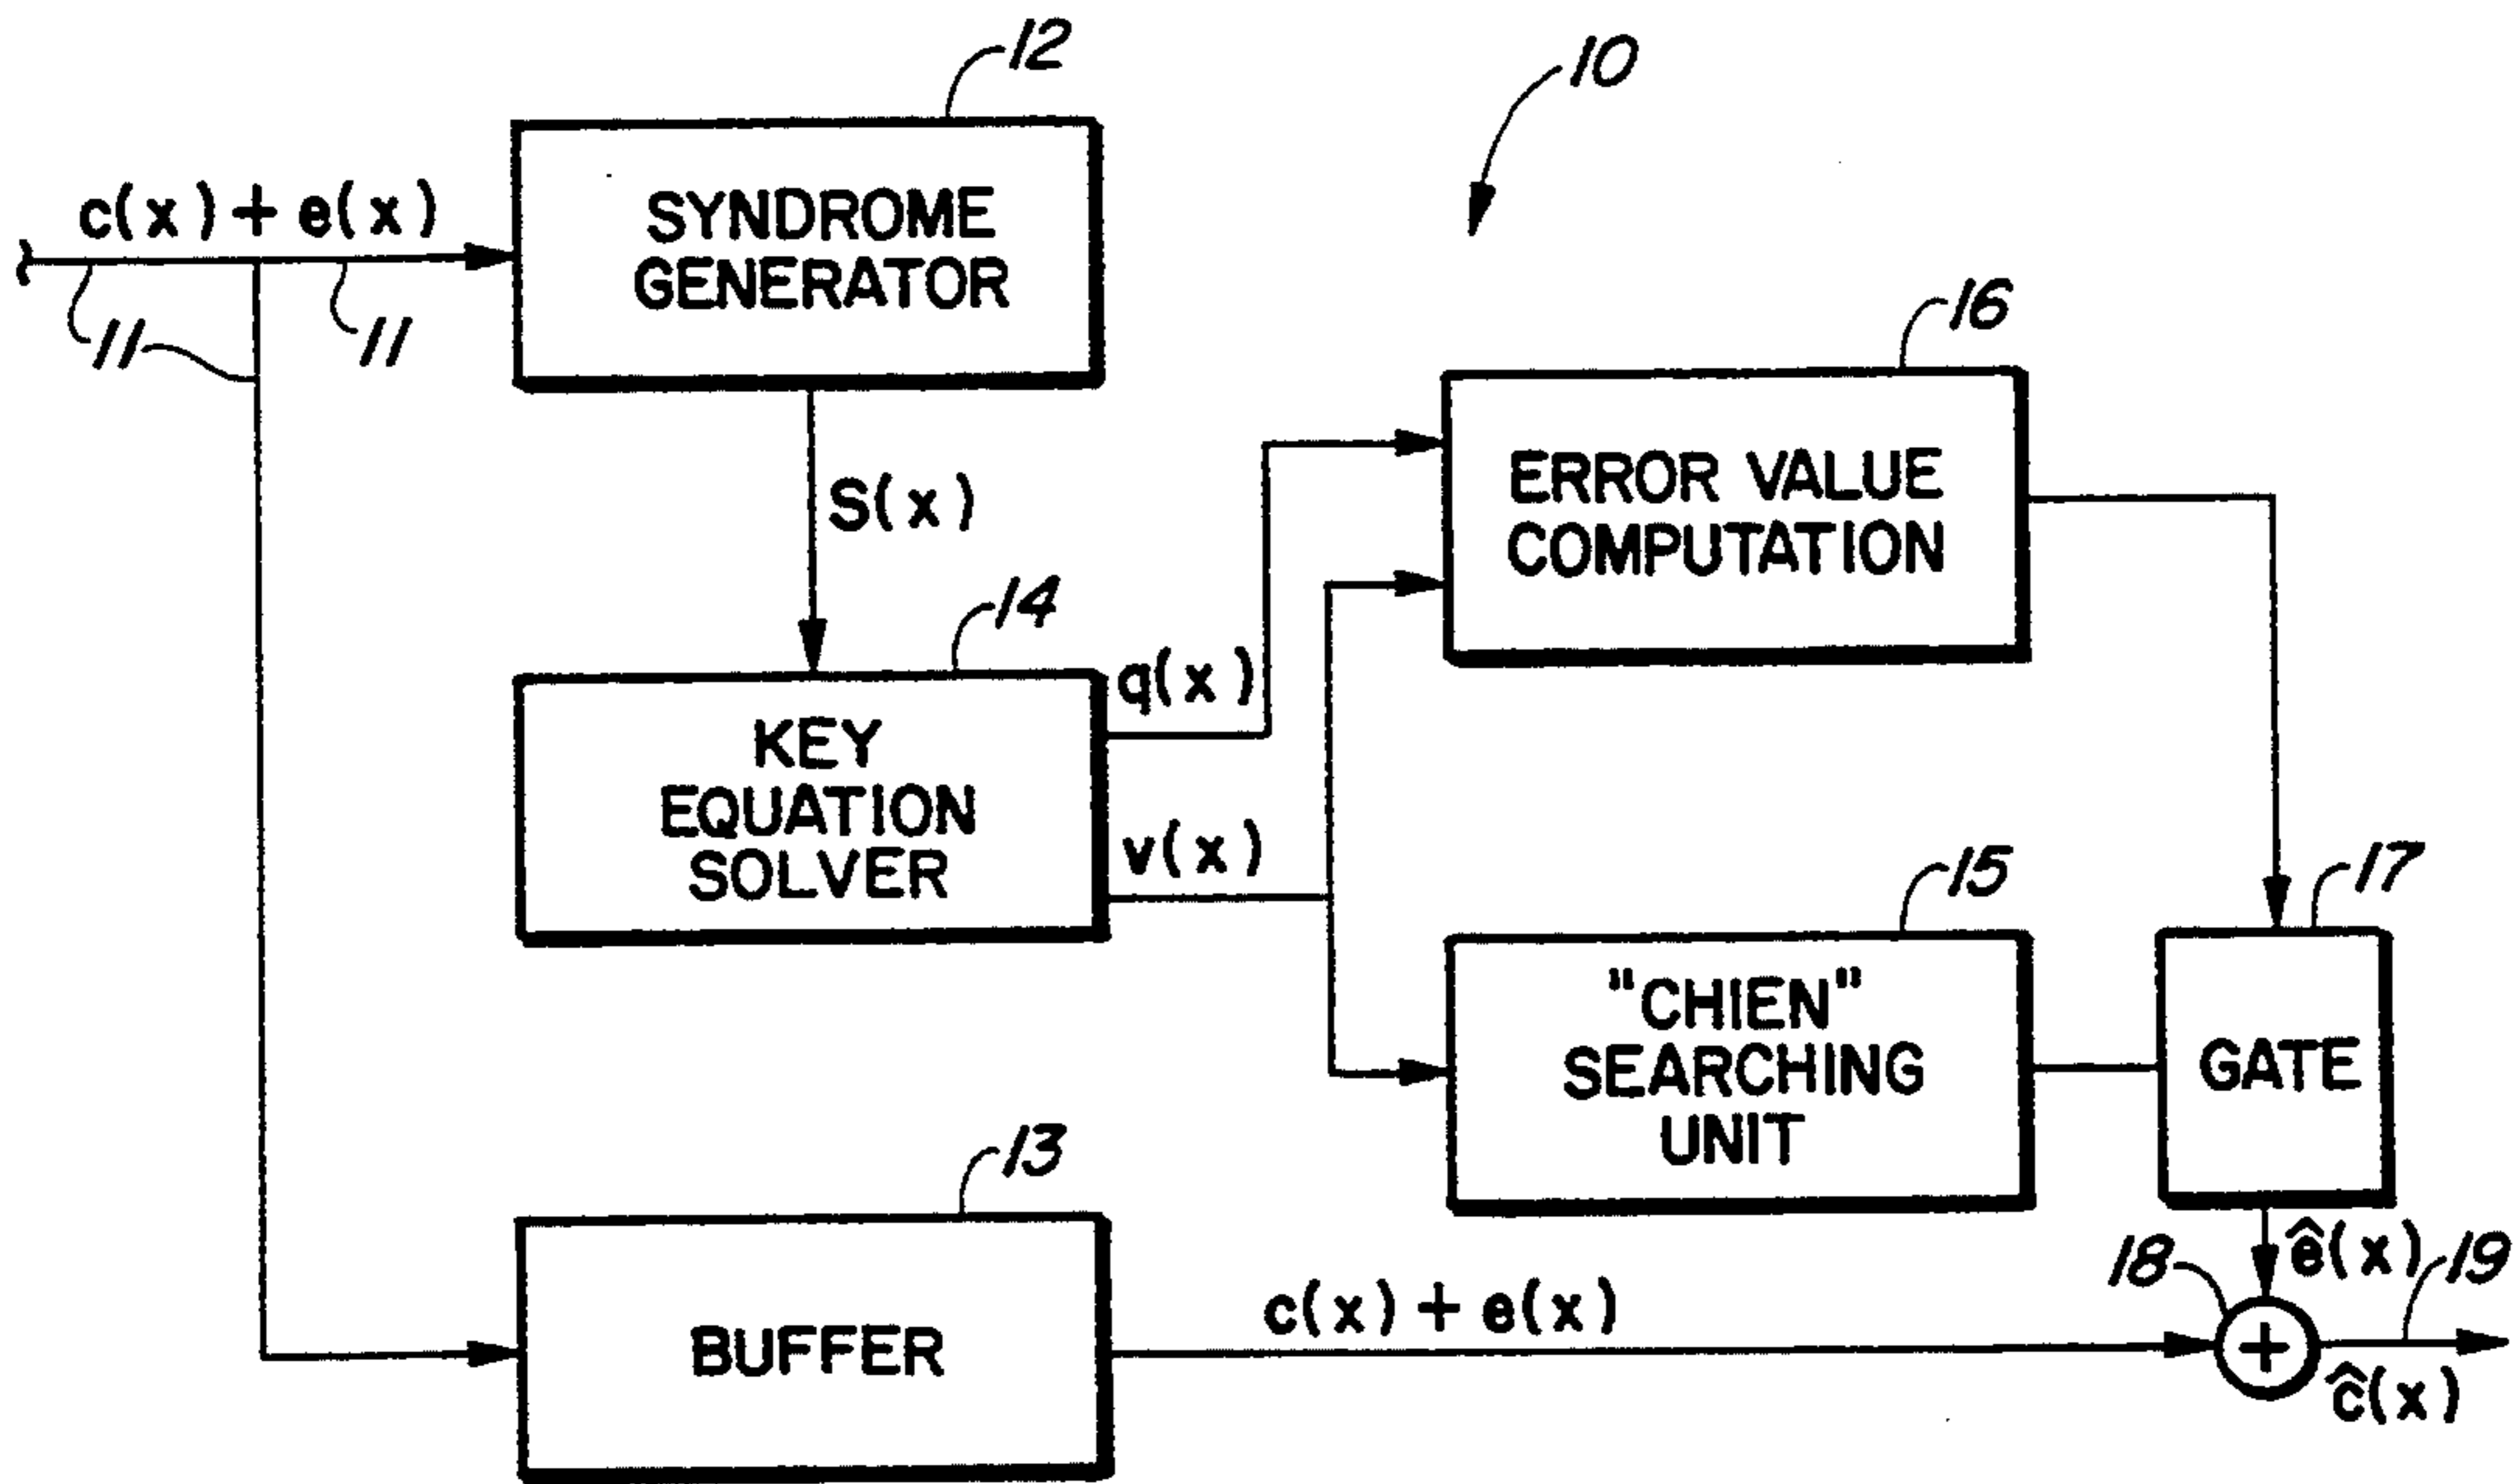 12
10
c(x) + e(x)
SYNDROME
GENERATOR
11
11
16
S(x)
ERROR VALUE
COMPUTATION
14
q(x)
KEY
EQUATION
SOLVER
v(x)
15
17
"CHIEN"
SEARCHING
UNIT
GATE
13
18
ê(x)
19
c(x) + e(x)
BUFFER
+
ĉ(x)